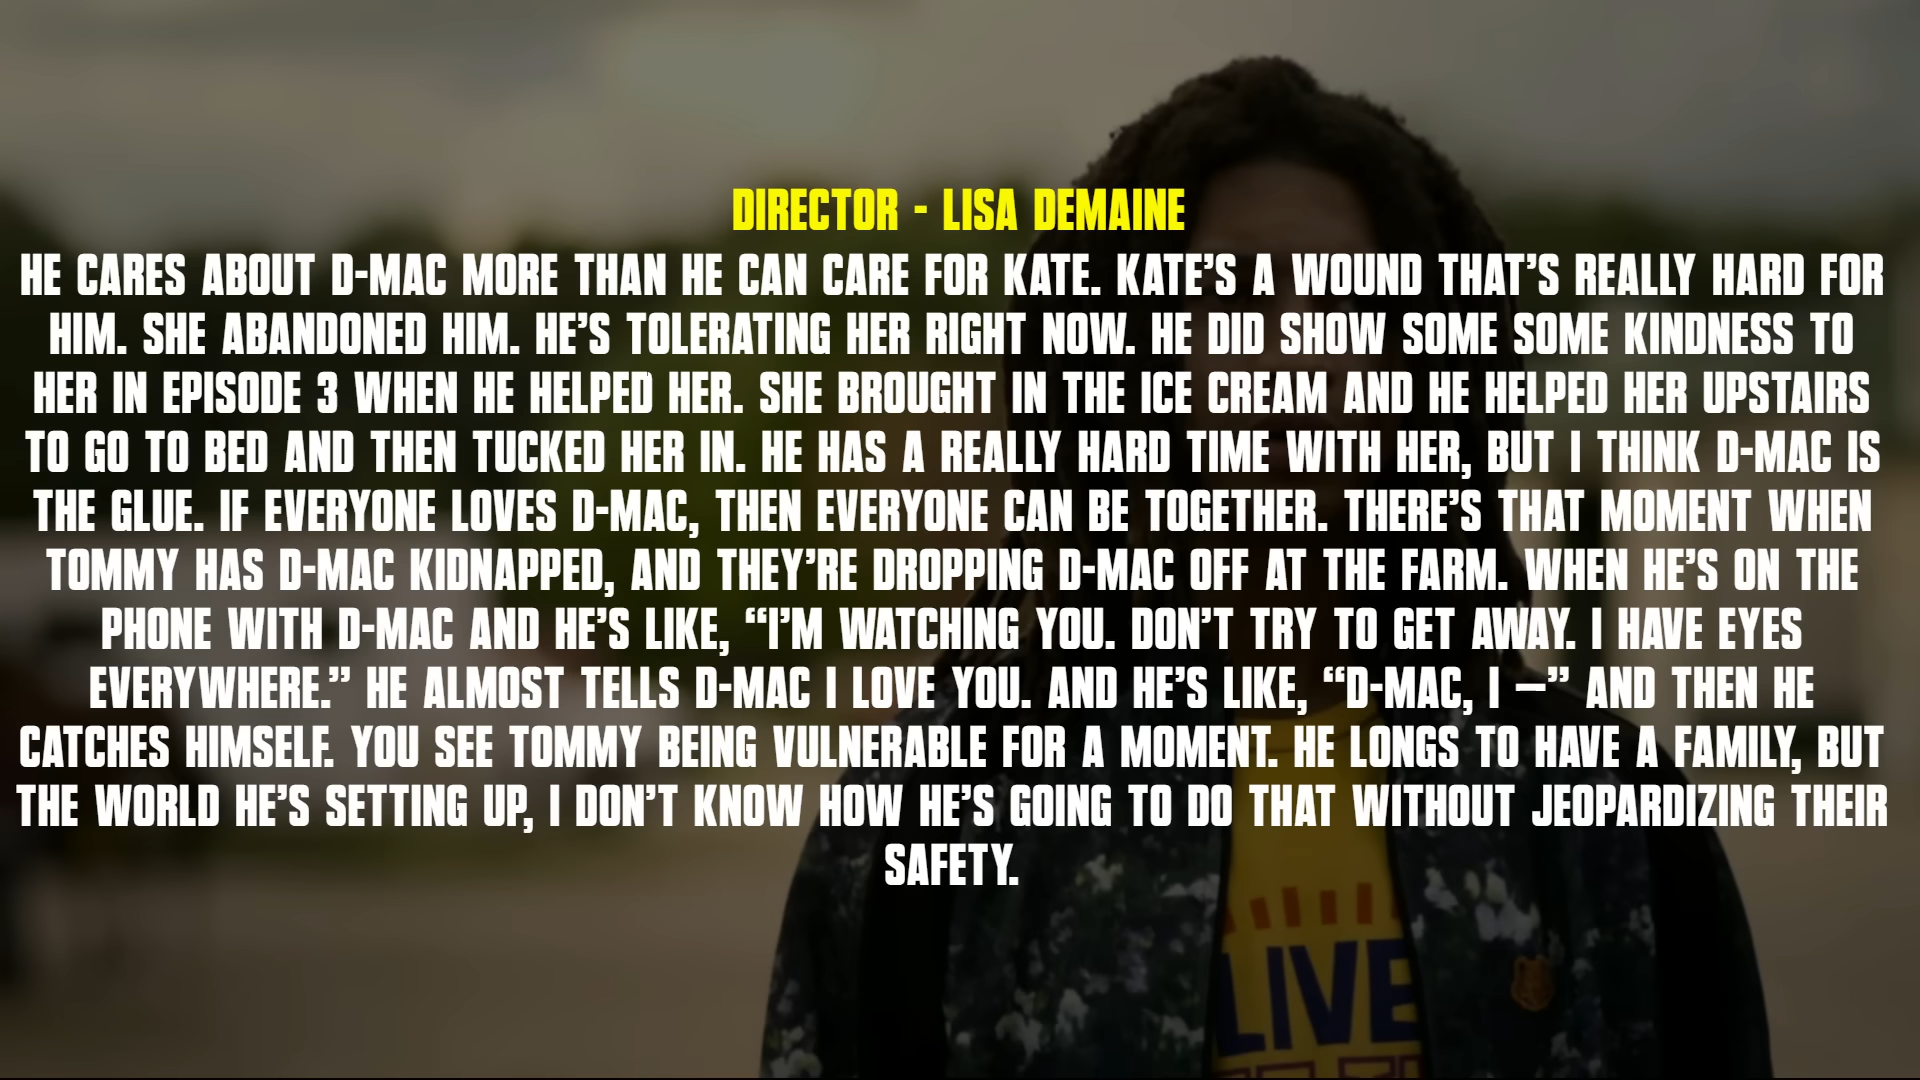 DIRECTOR - LISA DEMAINE
HE CARES ABOUT D-MAC MORE THAN HE CAN CARE FOR KATE. KATE’S A WOUND THAT’S REALLY HARD FOR
HIM. SHE ABANDONED HIM. HE’S TOLERATING HER RIGHT NOW. HE DID SHOW SOME SOME KINDNESS TO
HER IN EPISODE 3 WHEN HE HELPED HER. SHE BROUGHT IN THE ICE CREAM AND HE HELPED HER UPSTAIRS
TO GO TO BED AND THEN TUCKED HER IN. HE HAS A REALLY HARD TIME WITH HER, BUT I THINK D-MAC IS
THE GLUE. IF EVERYONE LOVES D-MAC, THEN EVERYONE CAN BE TOGETHER. THERE’S THAT MOMENT WHEN
TOMMY HAS D-MAC KIDNAPPED, AND THEY’RE DROPPING D-MAC OFF AT THE FARM. WHEN HE’S ON THE
PHONE WITH D-MAC AND HE’S LIKE, “I’M WATCHING YOU. DON’T TRY TO GET AWAY. I HAVE EYES
EVERYWHERE.” HE ALMOST TELLS D-MAC I LOVE YOU. AND HE’S LIKE, “D-MAC, I —” AND THEN HE
CATCHES HIMSELF. YOU SEE TOMMY BEING VULNERABLE FOR A MOMENT. HE LONGS TO HAVE A FAMILY, BUT
THE WORLD HE’S SETTING UP, I DON’T KNOW HOW HE’S GOING TO DO THAT WITHOUT JEOPARDIZING THEIR
SAFETY.
LIVE